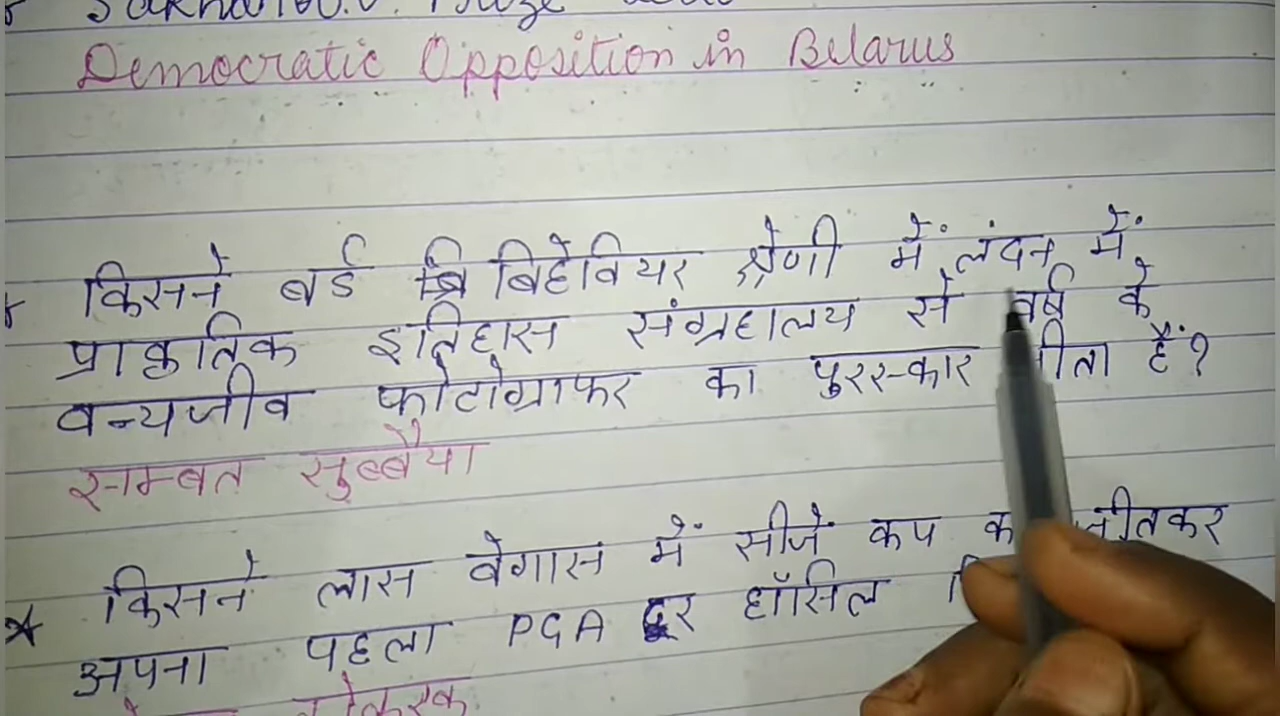 Democratic Opposition in Belarus
* किसने बर्ड बिहेवियर श्रेणी में लंदन में
प्राकृतिक इतिहास संग्रहालय से वर्ष के
वन्यजीव फोटोग्राफर का पुरस्कार जीता हैं?
सम्बत सुब्बैया
* किसने लास वेगास में सीजे कप जीतकर
अपना पहला PGA टूर हॉसिल